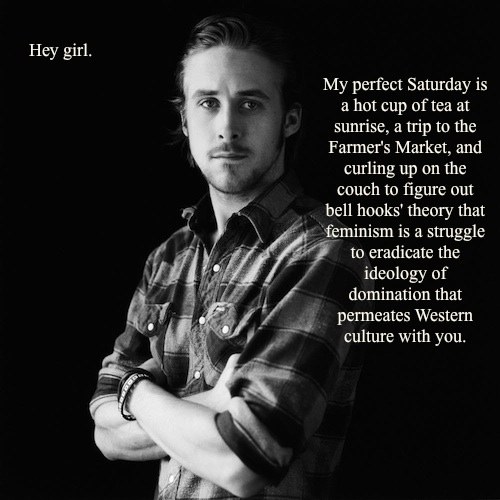 Hey girl.
My perfect Saturday is
a hot cup of tea at
sunrise, a trip to the
Farmer's Market, and
curling up on the
couch to figure out
bell hooks' theory that
feminism is a struggle
to eradicate the
ideology of
domination that
permeates Western
culture with you.